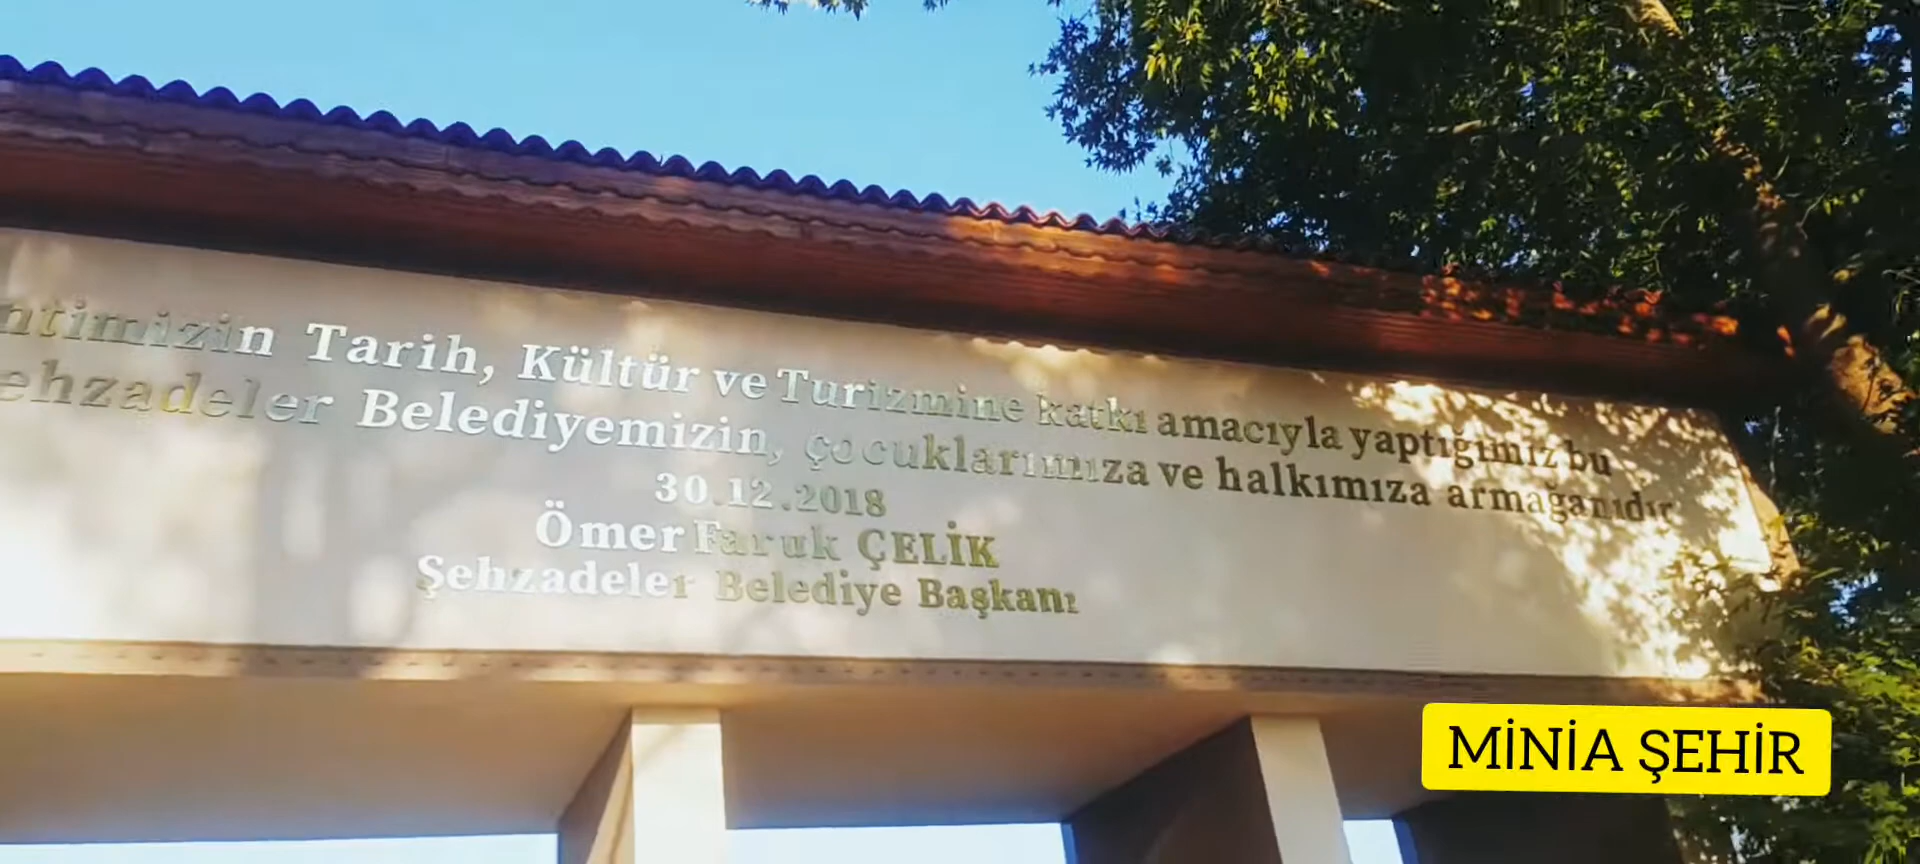 ntimizin Tarih, Kültür ve Turizmine katkı amacıyla yaptığımız bu
ehzadeler Belediyemizin, çocuklarımıza ve halkımıza armağanıdır
30.12.2018
Ömer Faruk ÇELİK
Şehzadeler Belediye Başkanı
MİNİA ŞEHİR